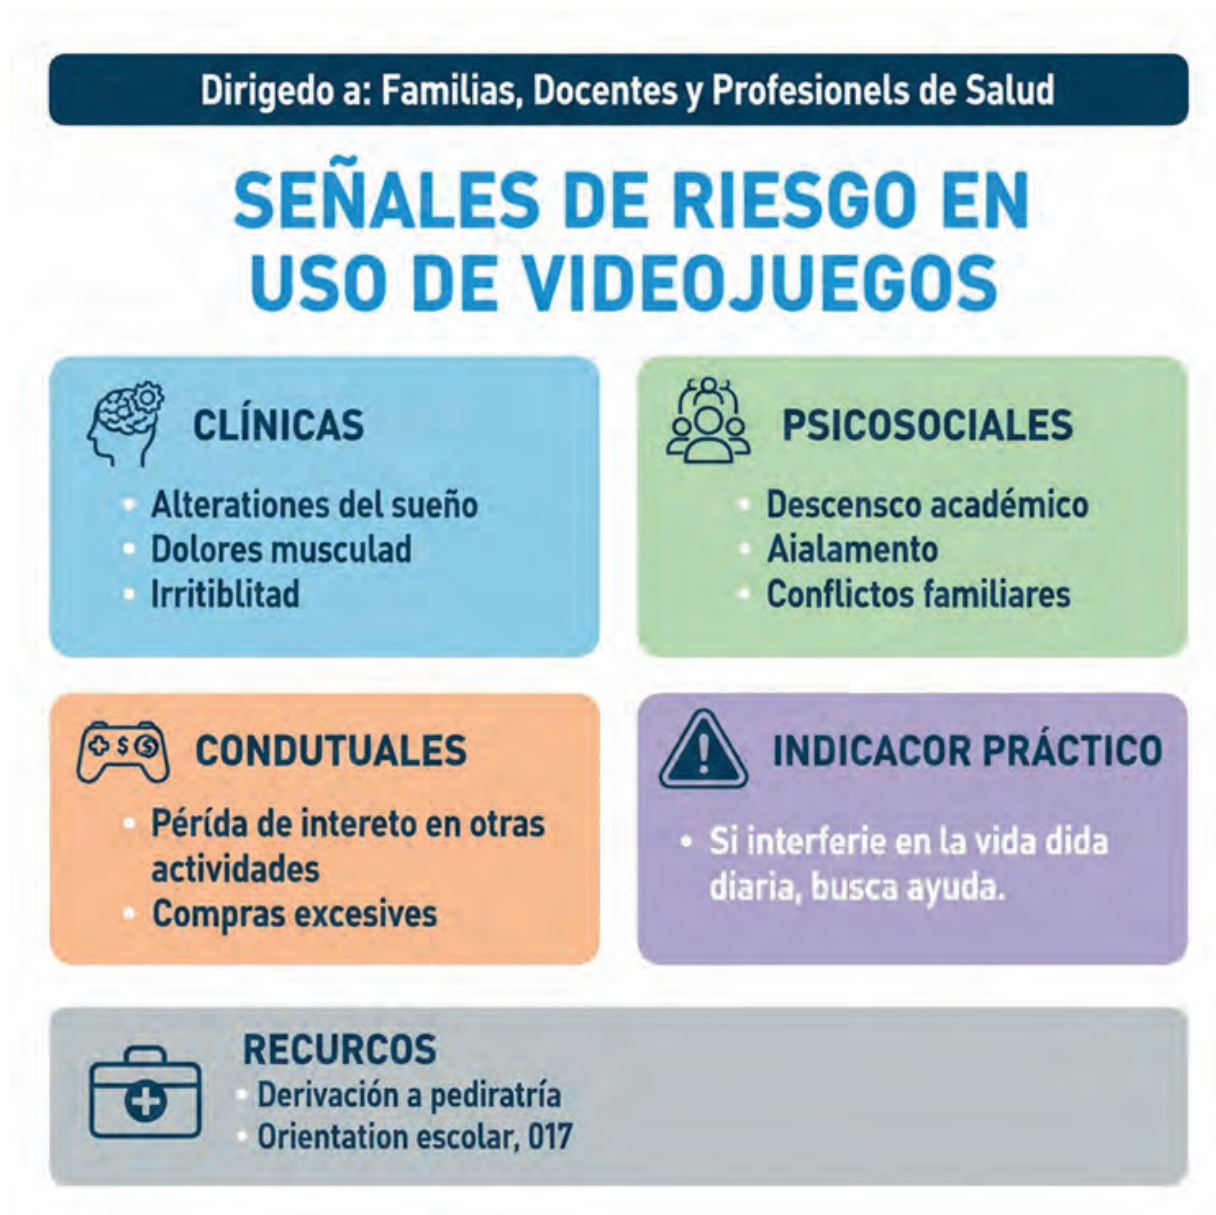 Dirigedo a: Familias, Docentes y Profesionels de Salud
SEÑALES DE RIESGO EN
USO DE VIDEOJUEGOS
CLÍNICAS
• Alterationes del sueño
• Dolores musculad
• Irritiblitad
PSICOSOCIALES
• Descensco académico
• Aialamento
• Conflictos familiares
CONDUTUALES
• Pérída de intereto en otras
actividades
• Compras excesives
INDICACOR PRÁCTICO
• Si interferie en la vida dida
diaria, busca ayuda.
RECURCOS
• Derivación a pediratría
• Orientation escolar, 017